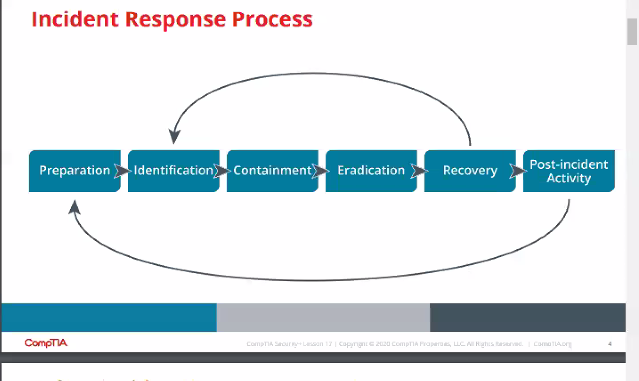 Incident Response Process
Preparation
Identification
Containment
Eradication
Recovery
Post-incident
Activity
CompTIA
CompTIA Security+ Lesson 17 | Copyright © 2020 CompTIA Properties, LLC. All Rights Reserved. | CompTIA.org
4